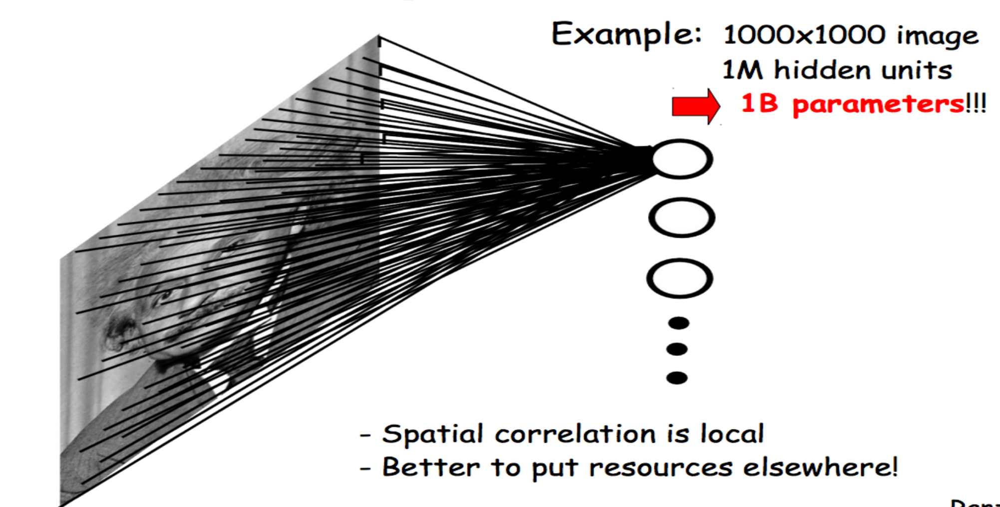 Example: 1000x1000 image
1M hidden units
1B parameters!!!
- Spatial correlation is local
- Better to put resources elsewhere!